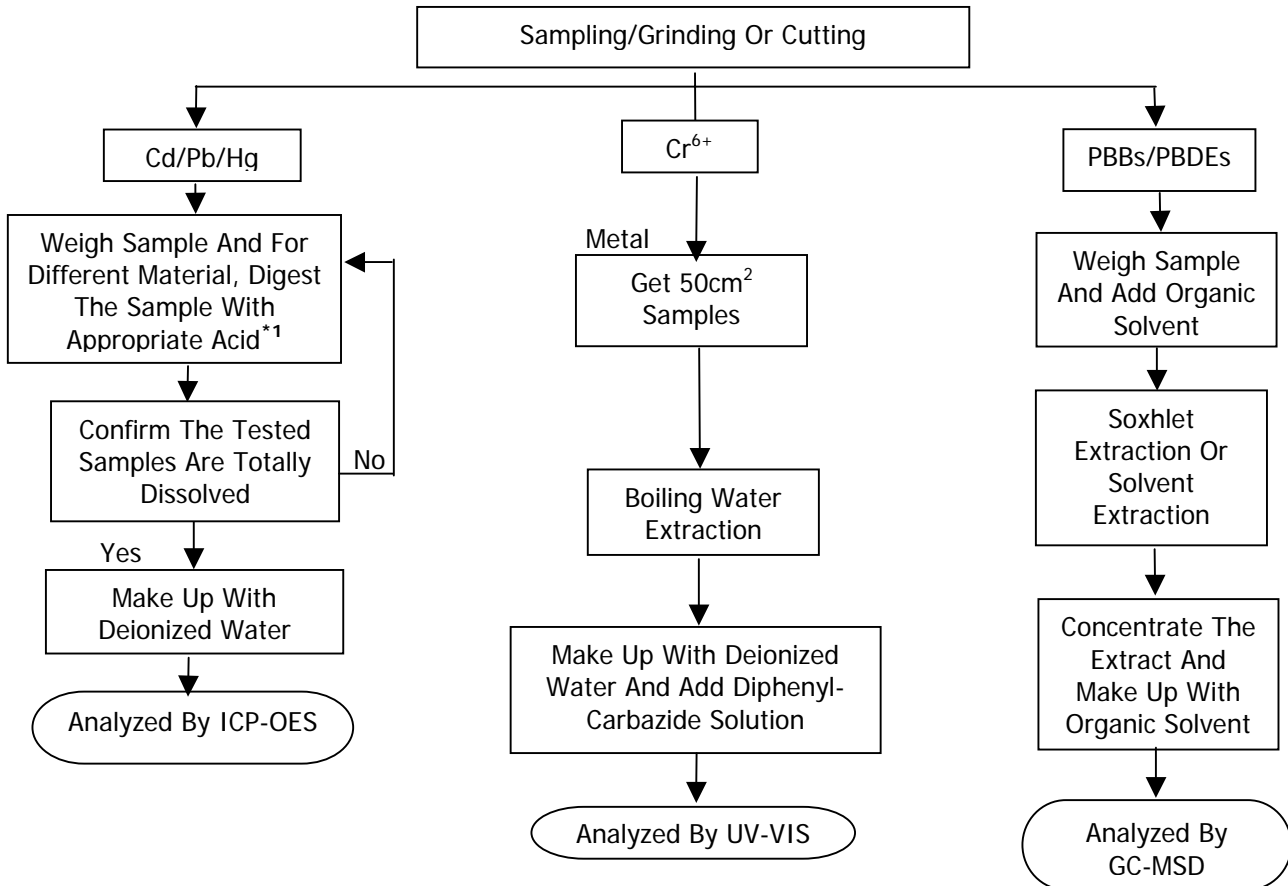 Sampling/Grinding Or Cutting
Cd/Pb/Hg
Weigh Sample And For
Different Material, Digest
The Sample With
Appropriate Acid*1
Confirm The Tested
Samples Are Totally
Dissolved
No
Yes
Make Up With
Deionized Water
Analyzed By ICP-OES
Cr6+
Metal
Get 50cm2
Samples
Boiling Water
Extraction
Make Up With Deionized
Water And Add Diphenyl-
Carbazide Solution
Analyzed By UV-VIS
PBBs/PBDEs
Weigh Sample
And Add Organic
Solvent
Soxhlet
Extraction Or
Solvent
Extraction
Concentrate The
Extract And
Make Up With
Organic Solvent
Analyzed By
GC-MSD